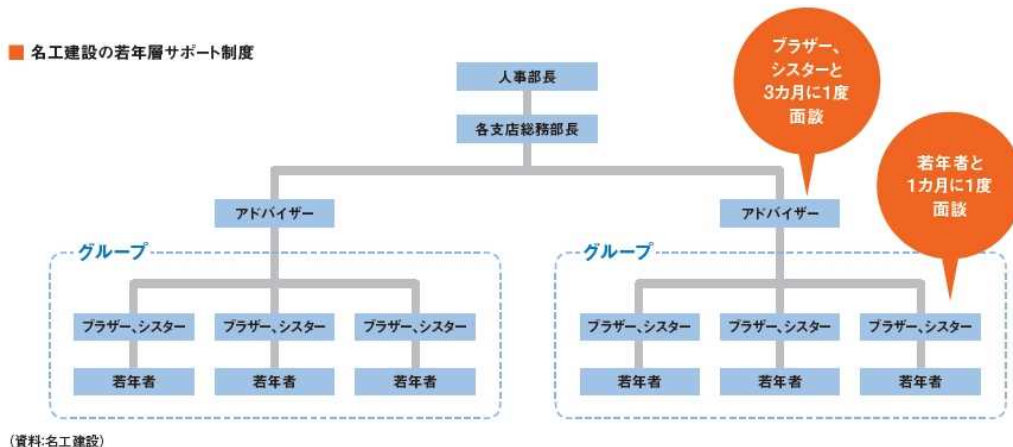 ■ 名工建設の若年層サポート制度
人事部長
各支店総務部長
ブラザー、
シスターと
3カ月に1度
面談
若年者と
1カ月に1度
面談
アドバイザー
アドバイザー
グループ
グループ
ブラザー、シスター
ブラザー、シスター
ブラザー、シスター
ブラザー、シスター
ブラザー、シスター
ブラザー、シスター
若年者
若年者
若年者
若年者
若年者
若年者
(資料:名工建設)